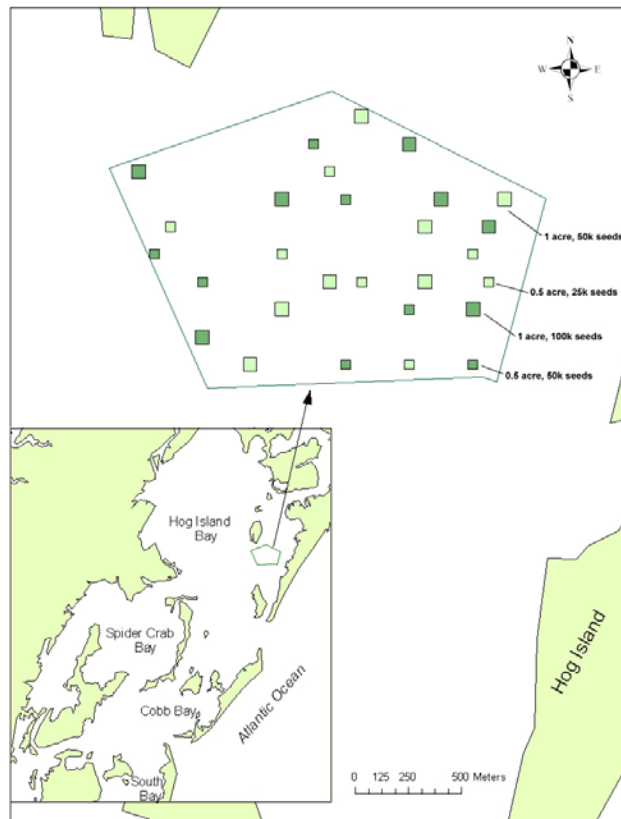 N
W E
S
1 acre, 50k seeds
0.5 acre, 25k seeds
1 acre, 100k seeds
0.5 acre, 50k seeds
Hog Island
Bay
Spider Crab
Bay
Cobb Bay
South
Bay
Atlantic Ocean
Hog Island
0 125 250 500 Meters